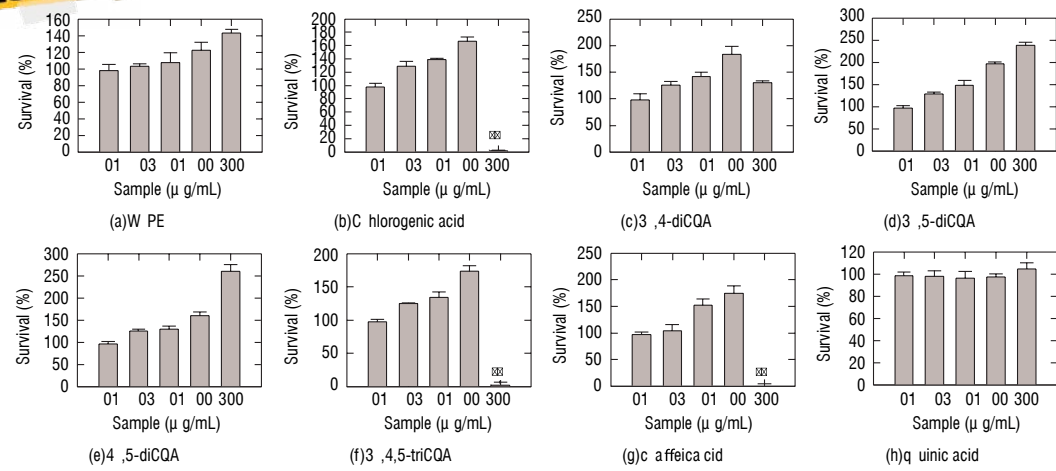 160
140
120
100
80
60
40
20
0
Survival (%)
01 03 01 00 300
Sample (μ g/mL)
(a)W PE
200
180
160
140
120
100
80
60
40
20
0
Survival (%)
01 03 01 00 300
Sample (μ g/mL)
(b)C hlorogenic acid
250
200
150
100
50
0
Survival (%)
01 03 01 00 300
Sample (μ g/mL)
(c)3 ,4-diCQA
300
250
200
150
100
50
0
Survival (%)
01 03 01 00 300
Sample (μ g/mL)
(d)3 ,5-diCQA
300
250
200
150
100
50
0
Survival (%)
01 03 01 00 300
Sample (μ g/mL)
(e)4 ,5-diCQA
200
150
100
50
0
Survival (%)
01 03 01 00 300
Sample (μ g/mL)
(f)3 ,4,5-triCQA
250
200
150
100
50
0
Survival (%)
01 03 01 00 300
Sample (μ g/mL)
(g)c affeica cid
120
100
80
60
40
20
0
Survival (%)
01 03 01 00 300
Sample (μ g/mL)
(h)q uinic acid